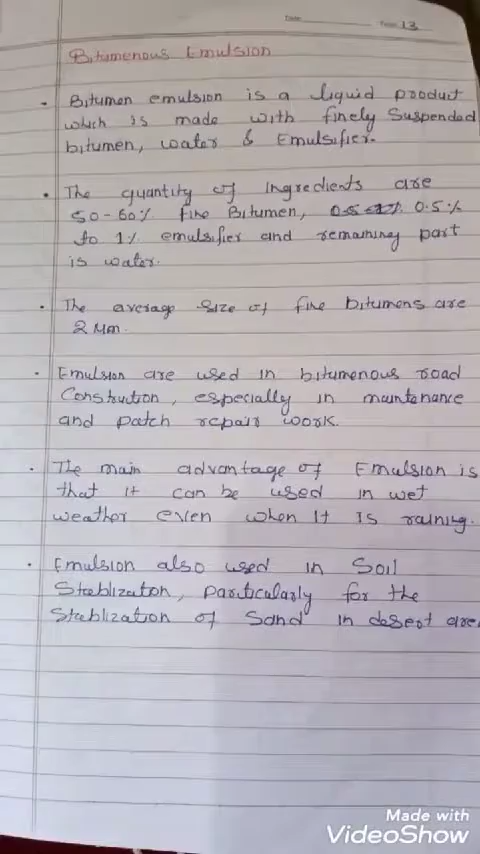 Date
Page 13
Bitumenous Emulsion
• Bitumen emulsion is a liquid product
which is made with finely Suspended
bitumen, water & Emulsifier.
• The quantity of ingredients are
50-60% fine Bitumen, 0.5% 
to 1% emulsifier and remaining part
is water.
• The average size of fine bitumens are
2 Mm.
• Emulsion are used in bitumenous road
Constrution, especially in maintenance
and patch repair work.
• The main advantage of Emulsion is
that it can be used in wet
weather even when it is raining.
• Emulsion also used in Soil
Stablization, particularly for the
Stablization of Sand in desert area
Made with
VideoShow